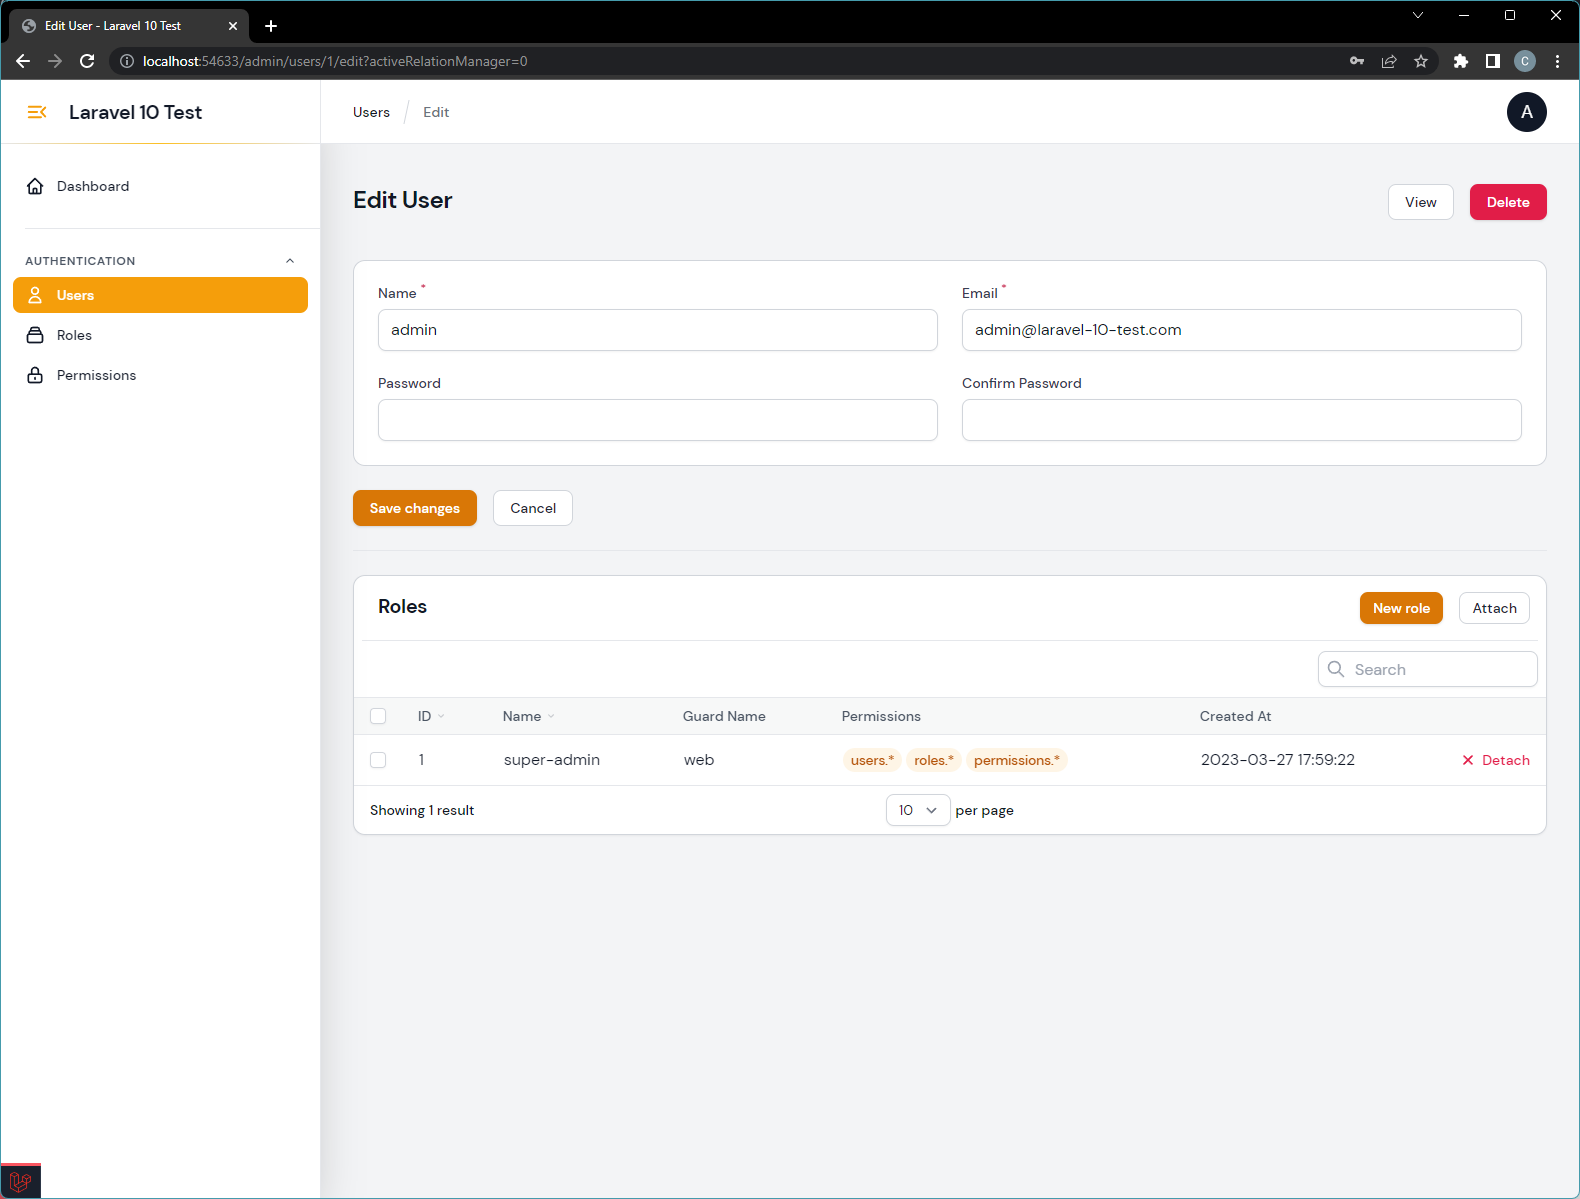 Edit User - Laravel 10 Test
localhost:54633/admin/users/1/edit?activeRelationManager=0
C
Laravel 10 Test
Users / Edit
A
Dashboard
AUTHENTICATION
Users
Roles
Permissions
Edit User
View
Delete
Name *
Email *
admin
admin@laravel-10-test.com
Password
Confirm Password
Save changes
Cancel
Roles
New role
Attach
Search
ID Name Guard Name Permissions Created At
1 super-admin web users.* roles.* permissions.* 2023-03-27 17:59:22 Detach
Showing 1 result
10 per page